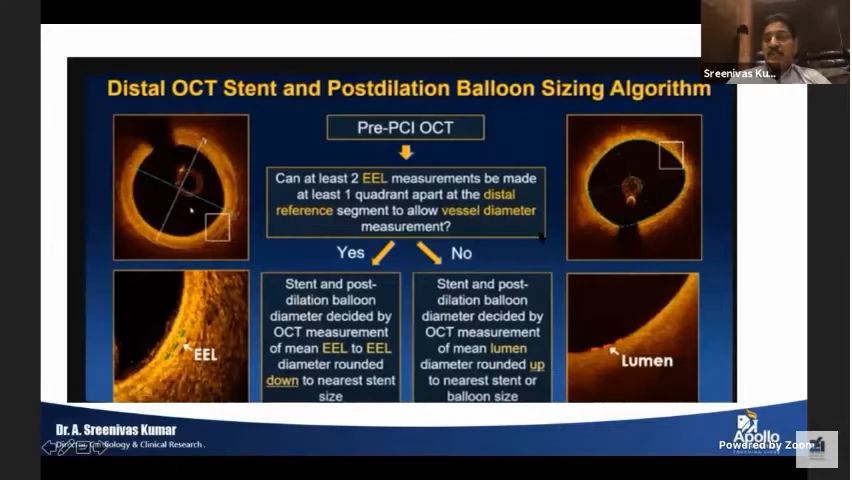 Sreenivas Ku...
Distal OCT Stent and Postdilation Balloon Sizing Algorithm
Pre-PCI OCT
Can at least 2 EEL measurements be made
at least 1 quadrant apart at the distal
reference segment to allow vessel diameter
measurement?
Yes
No
Stent and post-
dilation balloon
diameter decided by
OCT measurement
of mean EEL to EEL
diameter rounded
down to nearest stent
size
Stent and post-
dilation balloon
diameter decided by
OCT measurement
of mean lumen
diameter rounded up
to nearest stent or
balloon size
EEL
Lumen
Dr. A. Sreenivas Kumar
Director Cardiology & Clinical Research.
Apollo
Powered by Zoom